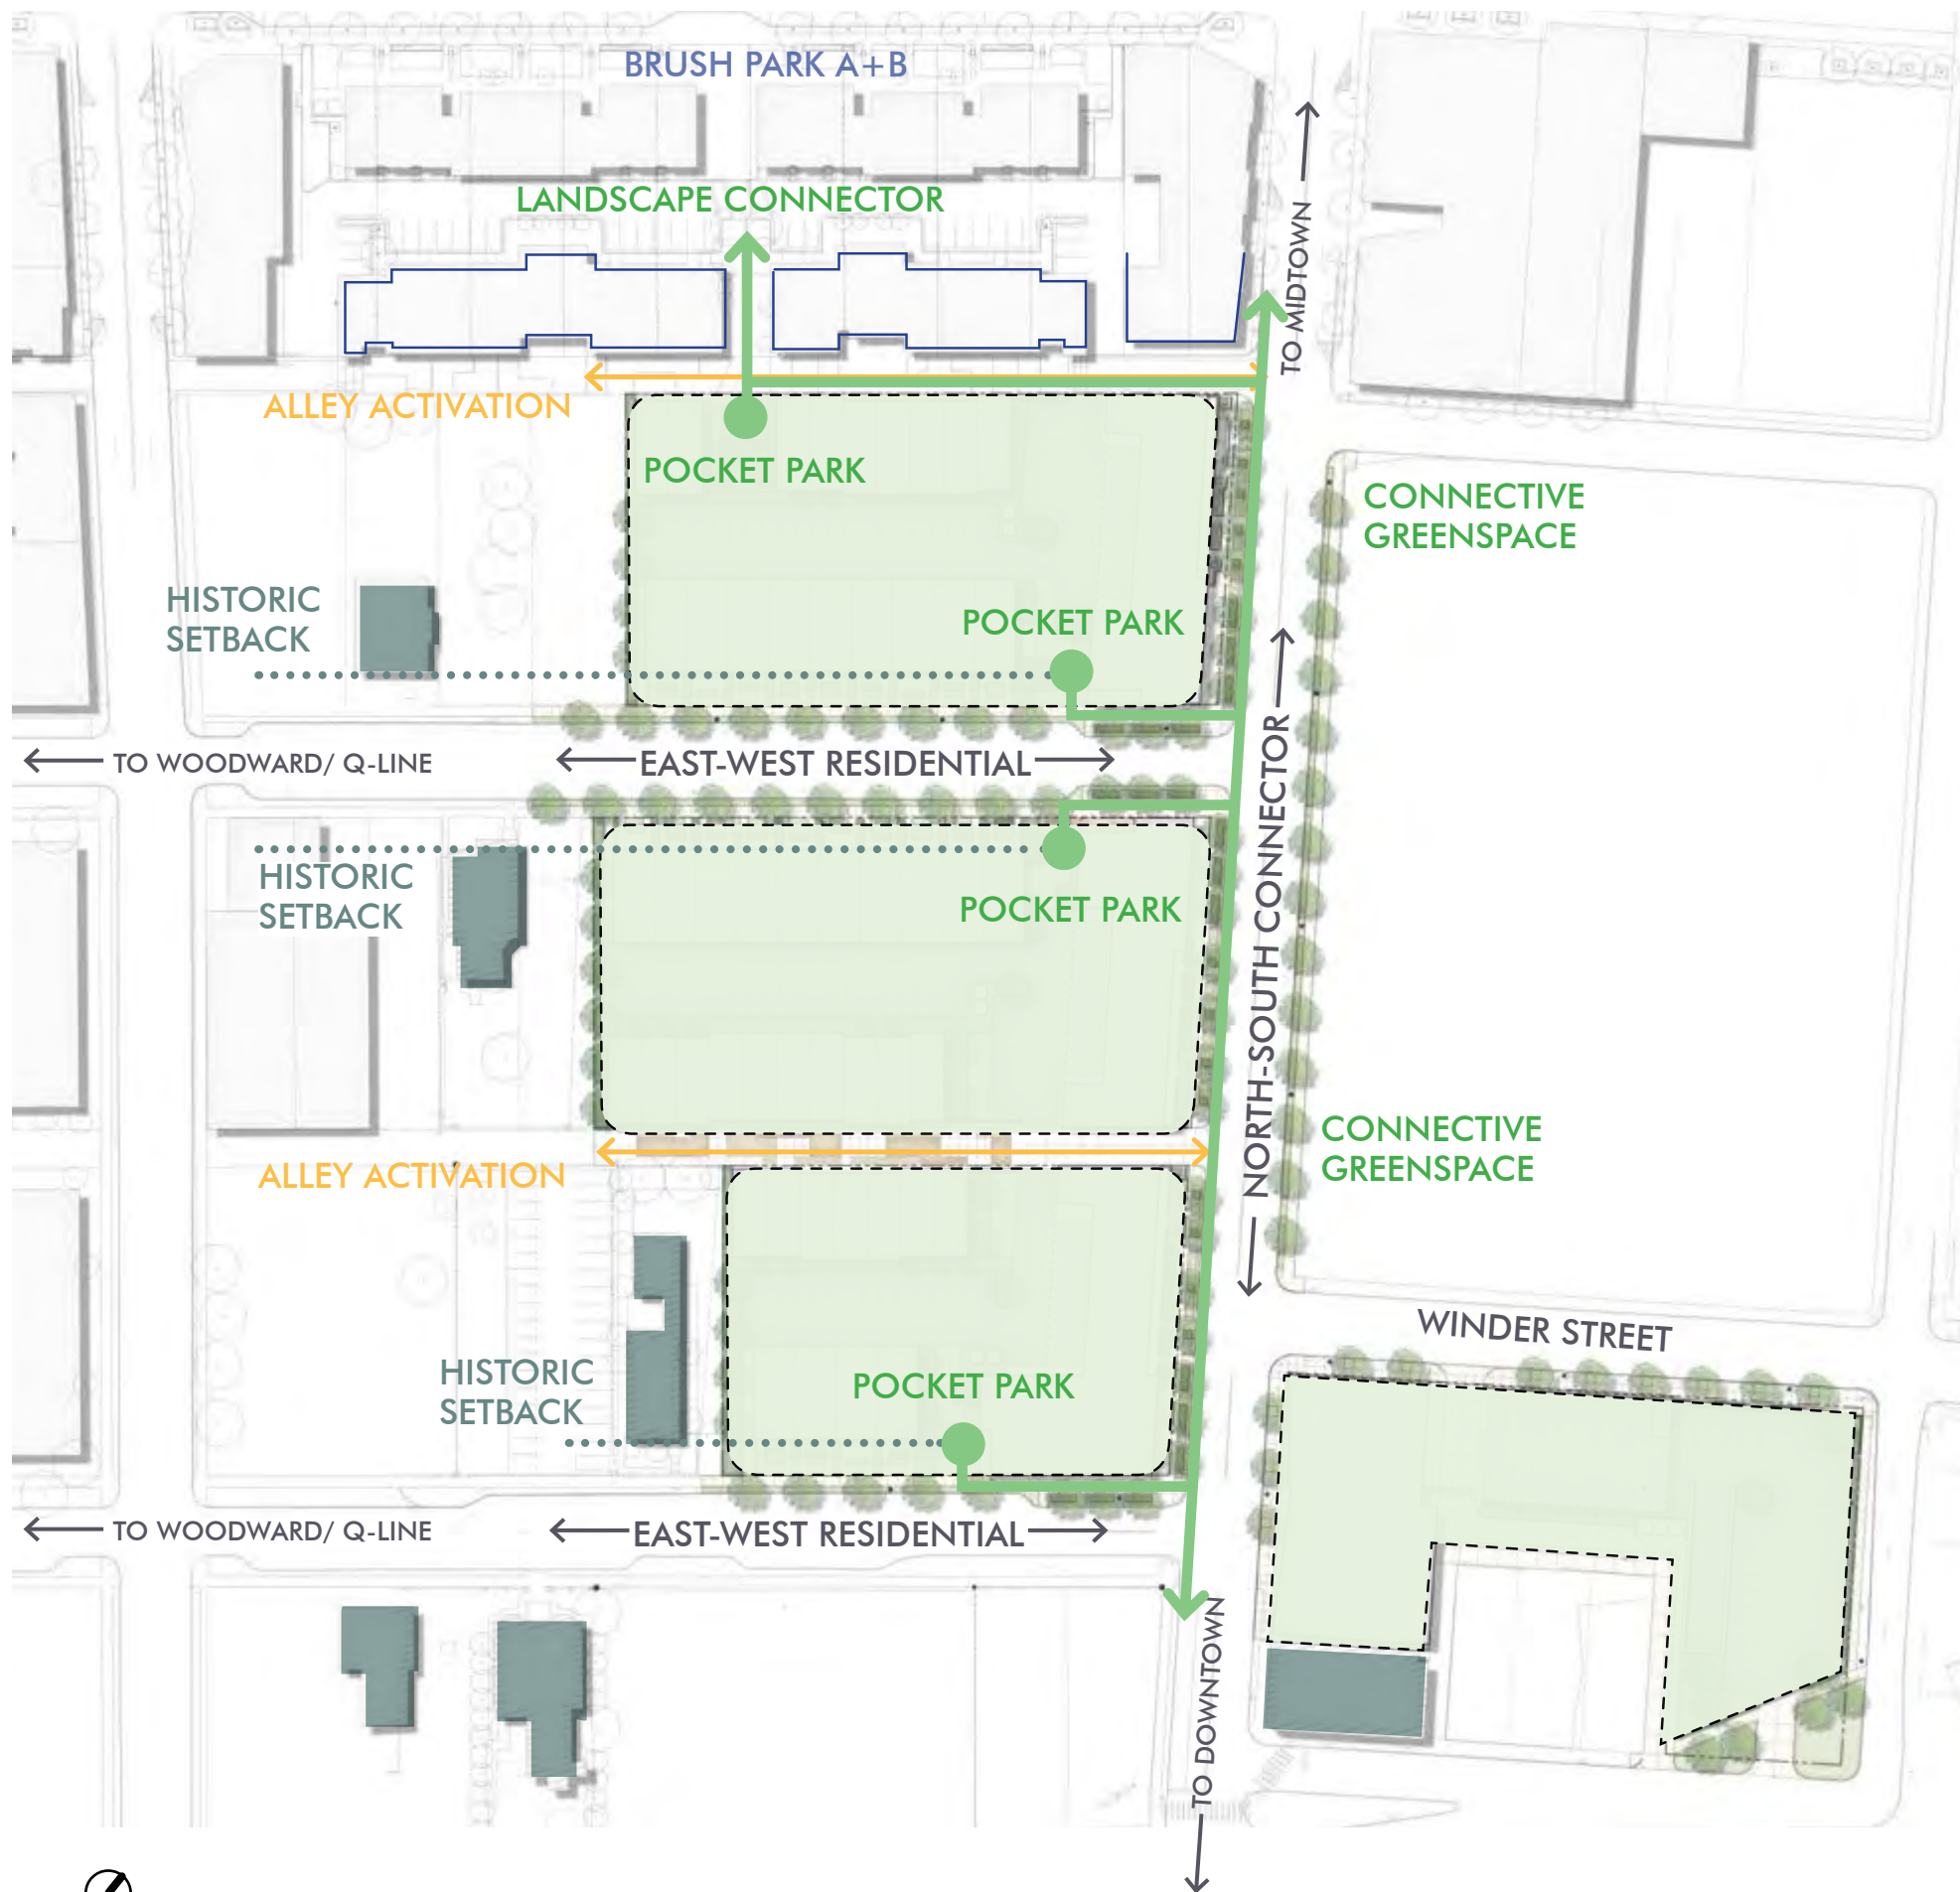 BRUSH PARK A+B
LANDSCAPE CONNECTOR
TO MIDTOWN
ALLEY ACTIVATION
POCKET PARK
CONNECTIVE
GREENSPACE
HISTORIC
SETBACK
POCKET PARK
TO WOODWARD/ Q-LINE
EAST-WEST RESIDENTIAL
NORTH-SOUTH CONNECTOR
HISTORIC
SETBACK
POCKET PARK
CONNECTIVE
GREENSPACE
ALLEY ACTIVATION
WINDER STREET
HISTORIC
SETBACK
POCKET PARK
TO WOODWARD/ Q-LINE
EAST-WEST RESIDENTIAL
TO DOWNTOWN